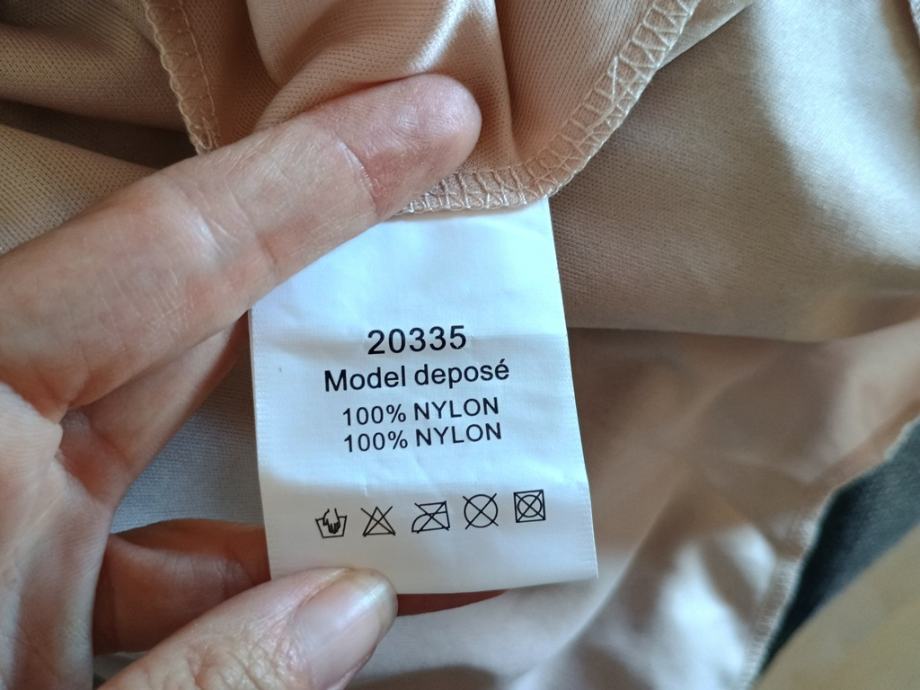 20335
Model deposé
100% NYLON
100% NYLON